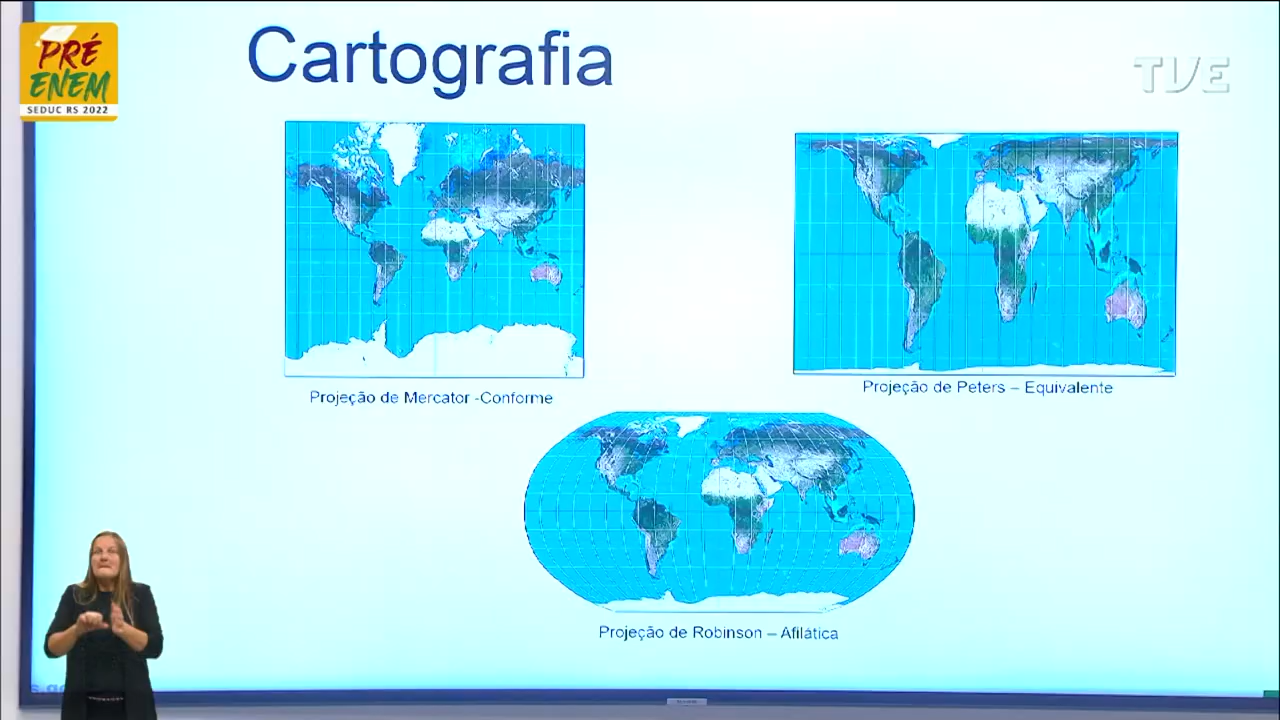 PRÉ
ENEM
SEDUC RS 2022
Cartografia
TVE
Projeção de Mercator -Conforme
Projeção de Peters – Equivalente
Projeção de Robinson – Afilática